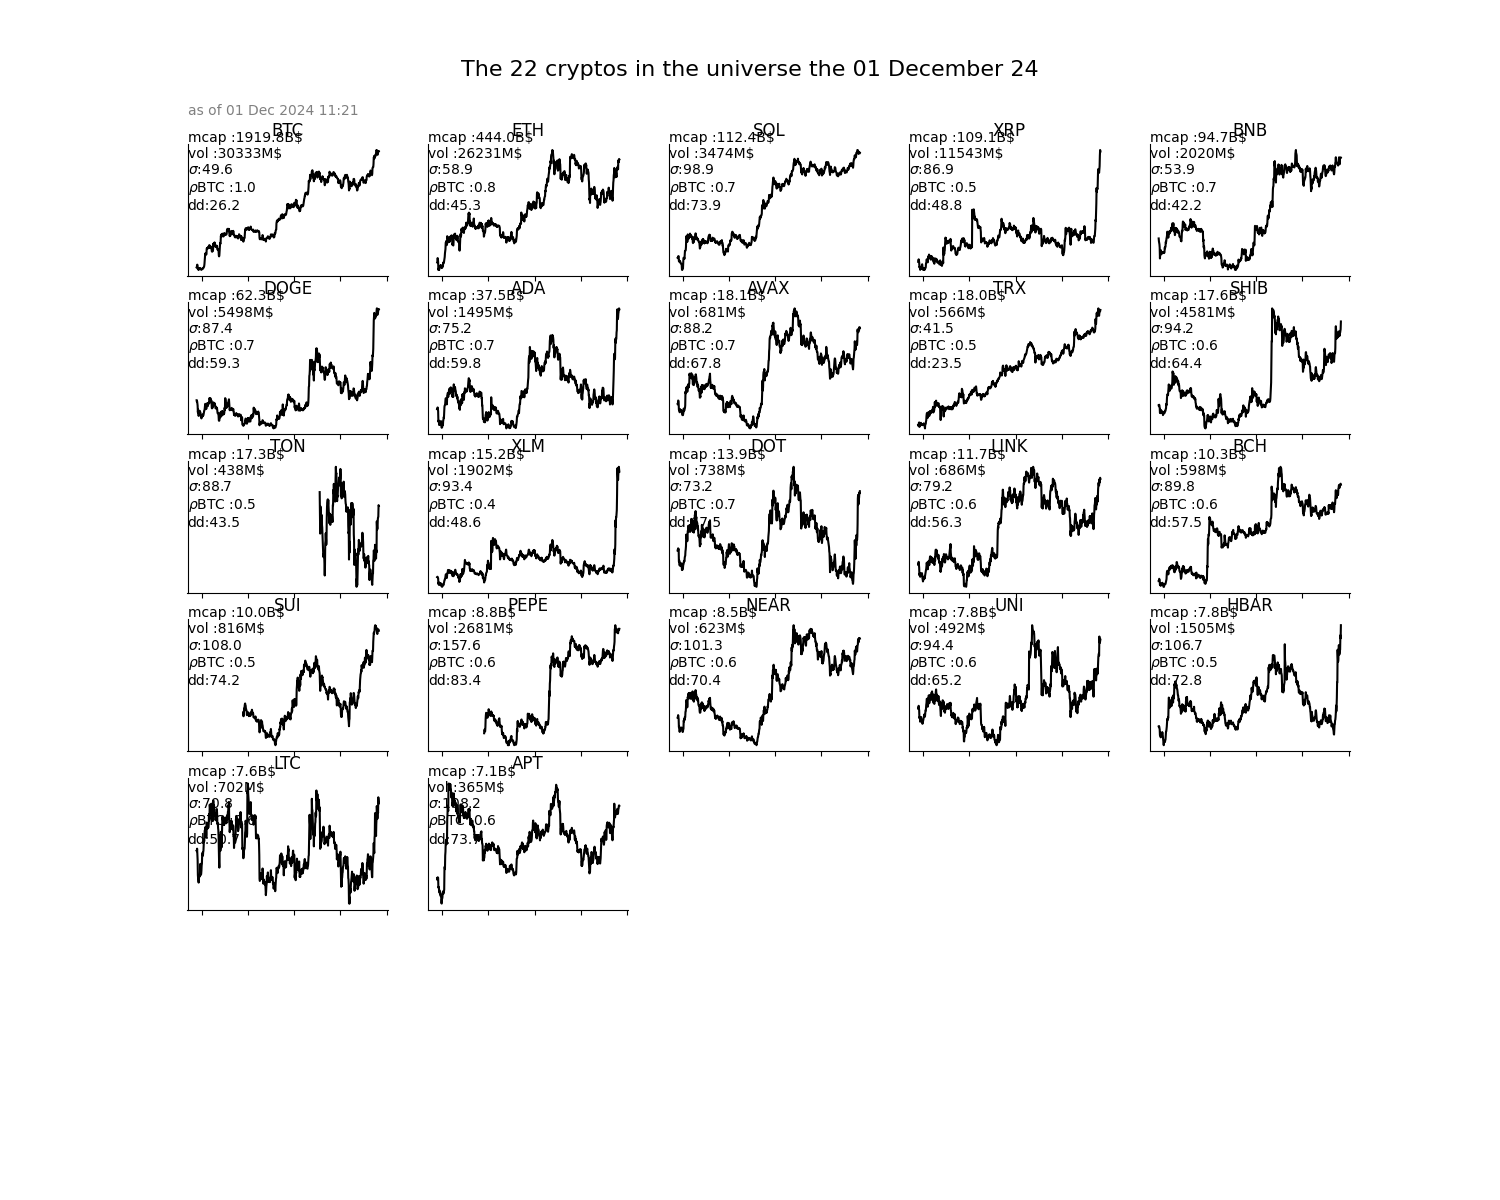 The 22 cryptos in the universe the 01 December 24
as of 01 Dec 2024 11:21
BTC
mcap :1919.8B$
vol :30333M$
σ:49.6
ρBTC :1.0
dd:26.2
ETH
mcap :444.0B$
vol :26231M$
σ:58.9
ρBTC :0.8
dd:45.3
SOL
mcap :112.4B$
vol :3474M$
σ:98.9
ρBTC :0.7
dd:73.9
XRP
mcap :109.1B$
vol :11543M$
σ:86.9
ρBTC :0.5
dd:48.8
BNB
mcap :94.7B$
vol :2020M$
σ:53.9
ρBTC :0.7
dd:42.2
DOGE
mcap :62.3B$
vol :5498M$
σ:87.4
ρBTC :0.7
dd:59.3
ADA
mcap :37.5B$
vol :1495M$
σ:75.2
ρBTC :0.7
dd:59.8
AVAX
mcap :18.1B$
vol :681M$
σ:88.2
ρBTC :0.7
dd:67.8
TRX
mcap :18.0B$
vol :566M$
σ:41.5
ρBTC :0.5
dd:23.5
SHIB
mcap :17.6B$
vol :4581M$
σ:94.2
ρBTC :0.6
dd:64.4
TON
mcap :17.3B$
vol :438M$
σ:88.7
ρBTC :0.5
dd:43.5
XLM
mcap :15.2B$
vol :1902M$
σ:93.4
ρBTC :0.4
dd:48.6
DOT
mcap :13.9B$
vol :738M$
σ:73.2
ρBTC :0.7
LINK
mcap :11.7B$
vol :686M$
σ:79.2
ρBTC :0.6
dd:56.3
BCH
mcap :10.3B$
vol :598M$
σ:89.8
ρBTC :0.6
dd:57.5
SUI
mcap :10.0B$
vol :816M$
σ:108.0
ρBTC :0.5
dd:74.2
PEPE
mcap :8.8B$
vol :2681M$
σ:157.6
ρBTC :0.6
dd:83.4
NEAR
mcap :8.5B$
vol :623M$
σ:101.3
ρBTC :0.6
dd:70.4
UNI
mcap :7.8B$
vol :492M$
σ:94.4
ρBTC :0.6
dd:65.2
HBAR
mcap :7.8B$
vol :1505M$
σ:106.7
ρBTC :0.5
dd:72.8
LTC
mcap :7.6B$
vol :702M$
σ:70.8
ρBTC
APT
mcap :7.1B$
vol :365M$
σ:108.2
ρBTC :0.6